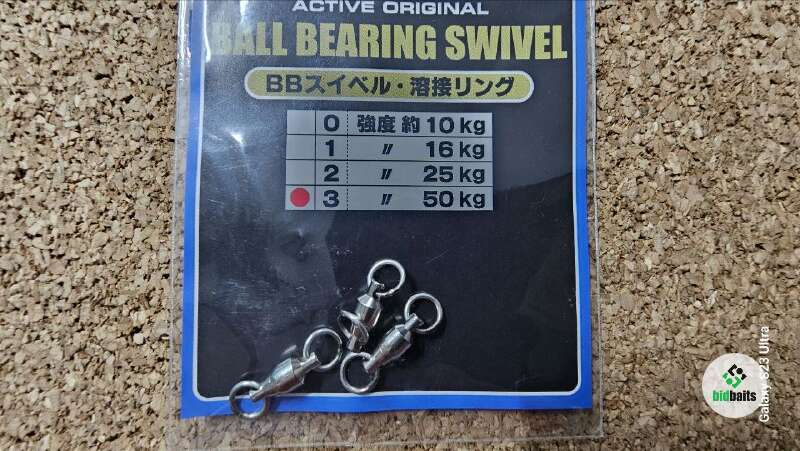 ACTIVE ORIGINAL
BALL BEARING SWIVEL
BBスイベル・溶接リング
0 強度 約 10 kg
1 〃 16 kg
2 〃 25 kg
3 〃 50 kg
bidbaits
Galaxy S23 Ultra